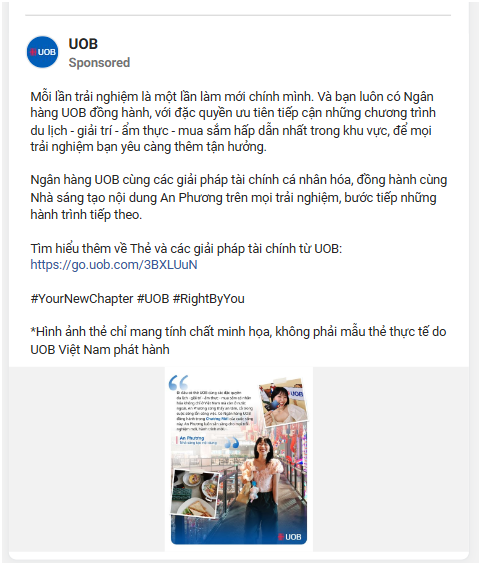 UOB
UOB
Sponsored
Mỗi lần trải nghiệm là một lần làm mới chính mình. Và bạn luôn có Ngân
hàng UOB đồng hành, với đặc quyền ưu tiên tiếp cận những chương trình
du lịch - giải trí - ẩm thực - mua sắm hấp dẫn nhất trong khu vực, để mọi
trải nghiệm bạn yêu càng thêm tận hưởng.
Ngân hàng UOB cùng các giải pháp tài chính cá nhân hóa, đồng hành cùng
Nhà sáng tạo nội dung An Phương trên mọi trải nghiệm, bước tiếp những
hành trình tiếp theo.
Tìm hiểu thêm về Thẻ và các giải pháp tài chính từ UOB:
https://go.uob.com/3BXLUuN
#YourNewChapter #UOB #RightByYou
*Hình ảnh thẻ chỉ mang tính chất minh họa, không phải mẫu thẻ thực tế do
UOB Việt Nam phát hành
An Phương
UOB